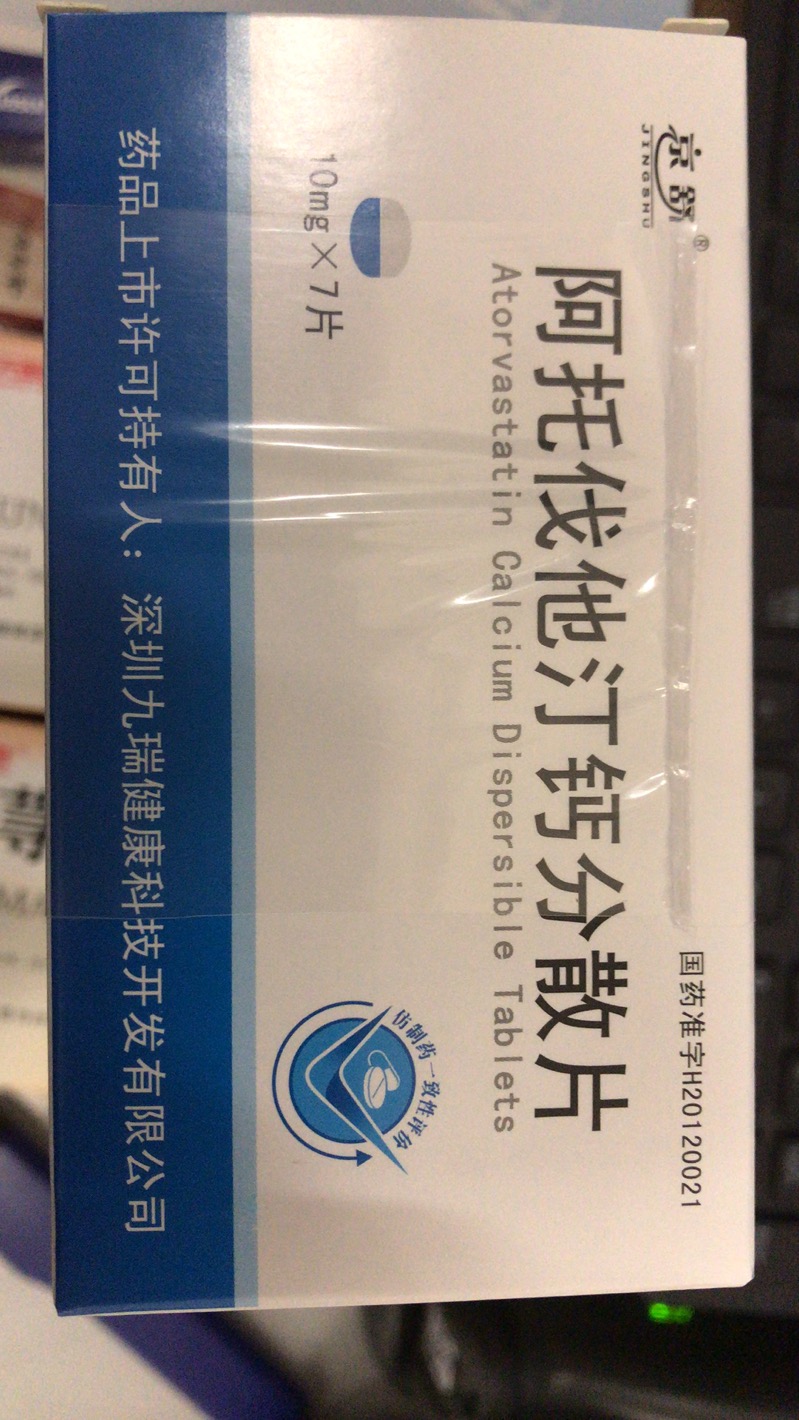 京舒®
JINGSHU
国药准字H20120021
阿托伐他汀钙分散片
Atorvastatin Calcium Dispersible Tablets
10mg×7片
仿制药一致性评价
药品上市许可持有人：深圳九瑞健康科技开发有限公司